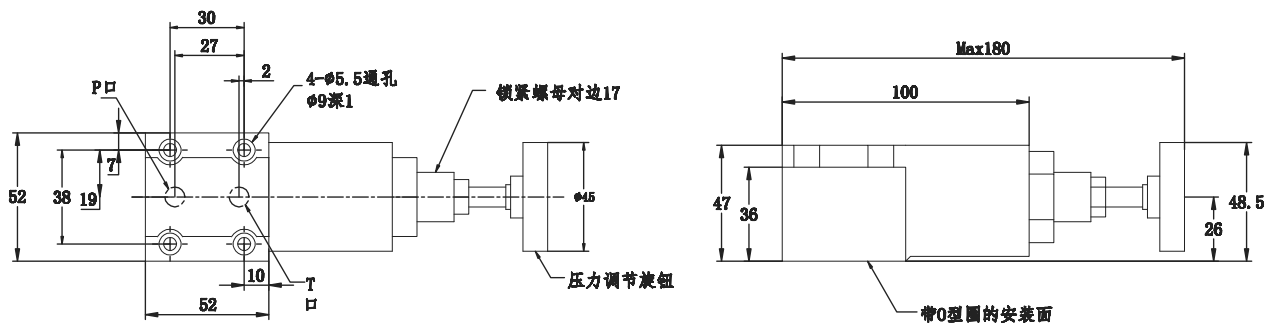 30
27
2
P口
4-φ5.5通孔
φ9深1
锁紧螺母对边17
7
52
38
19
φ45
10
T
口
压力调节旋钮
52
Max180
100
47
36
48.5
26
带O型圈的安装面